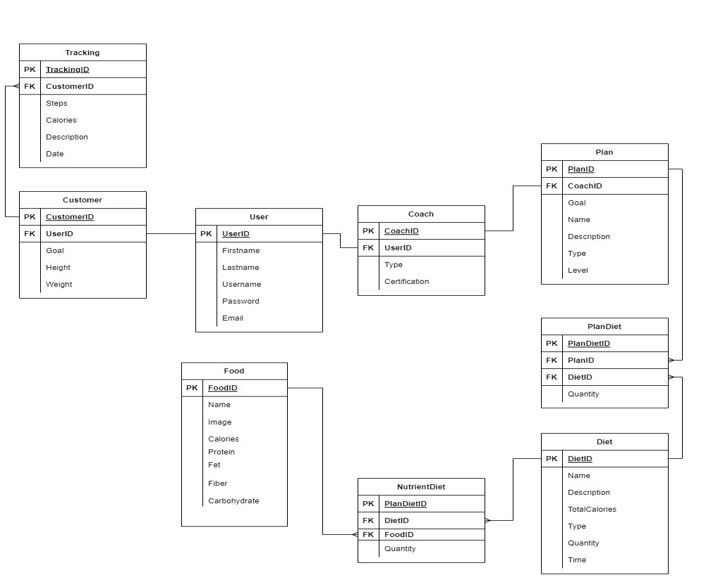 Tracking
PK TrackingID
FK CustomerID
Steps
Calories
Description
Date
Customer
PK CustomerID
FK UserID
Goal
Height
Weight
User
PK UserID
Firstname
Lastname
Username
Password
Email
Coach
PK CoachID
FK UserID
Type
Certification
Plan
PK PlanID
FK CoachID
Goal
Name
Description
Type
Level
PlanDiet
PK PlanDietID
FK PlanID
FK DietID
Quantity
Food
PK FoodID
Name
Image
Calories
Protein
Fet
Fiber
Carbohydrate
NutrientDiet
PK PlanDietID
FK DietID
FK FoodID
Quantity
Diet
PK DietID
Name
Description
TotalCalories
Type
Quantity
Time